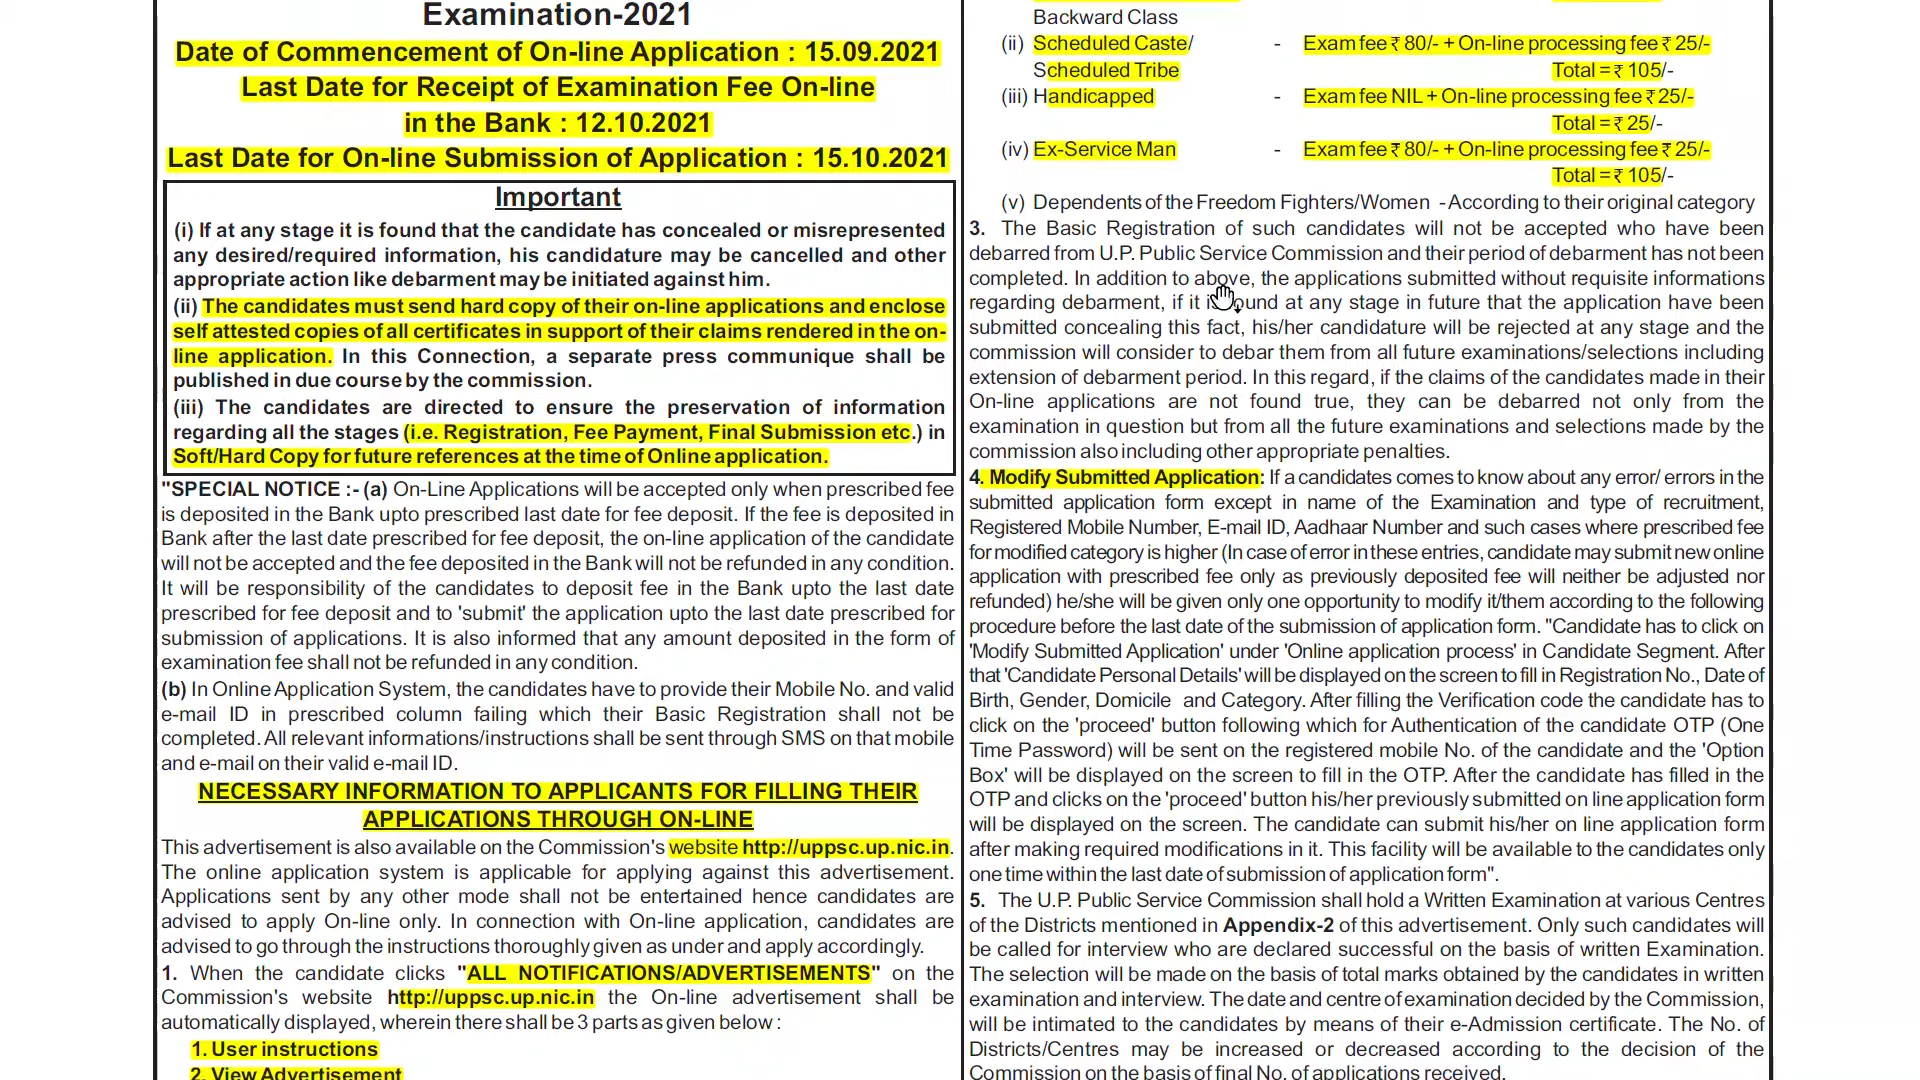 Examination-2021
Date of Commencement of On-line Application : 15.09.2021
Last Date for Receipt of Examination Fee On-line
in the Bank : 12.10.2021
Last Date for On-line Submission of Application : 15.10.2021
Important
(i) If at any stage it is found that the candidate has concealed or misrepresented
any desired/required information, his candidature may be cancelled and other
appropriate action like debarment may be initiated against him.
(ii) The candidates must send hard copy of their on-line applications and enclose
self attested copies of all certificates in support of their claims rendered in the on-
line application. In this Connection, a separate press communique shall be
published in due course by the commission.
(iii) The candidates are directed to ensure the preservation of information
regarding all the stages (i.e. Registration, Fee Payment, Final Submission etc.) in
Soft/Hard Copy for future references at the time of Online application.
"SPECIAL NOTICE :- (a) On-Line Applications will be accepted only when prescribed fee
is deposited in the Bank upto prescribed last date for fee deposit. If the fee is deposited in
Bank after the last date prescribed for fee deposit, the on-line application of the candidate
will not be accepted and the fee deposited in the Bank will not be refunded in any condition.
It will be responsibility of the candidates to deposit fee in the Bank upto the last date
prescribed for fee deposit and to 'submit' the application upto the last date prescribed for
submission of applications. It is also informed that any amount deposited in the form of
examination fee shall not be refunded in any condition.
(b) In Online Application System, the candidates have to provide their Mobile No. and valid
e-mail ID in prescribed column failing which their Basic Registration shall not be
completed. All relevant informations/instructions shall be sent through SMS on that mobile
and e-mail on their valid e-mail ID.
NECESSARY INFORMATION TO APPLICANTS FOR FILLING THEIR
APPLICATIONS THROUGH ON-LINE
This advertisement is also available on the Commission's website http://uppsc.up.nic.in.
The online application system is applicable for applying against this advertisement.
Applications sent by any other mode shall not be entertained hence candidates are
advised to apply On-line only. In connection with On-line application, candidates are
advised to go through the instructions thoroughly given as under and apply accordingly.
1. When the candidate clicks "ALL NOTIFICATIONS/ADVERTISEMENTS" on the
Commission's website http://uppsc.up.nic.in the On-line advertisement shall be
automatically displayed, wherein there shall be 3 parts as given below :
1. User instructions
2. View Advertisement
Backward Class
(ii) Scheduled Caste/ - Exam fee ₹ 80/- + On-line processing fee ₹ 25/-
Scheduled Tribe Total = ₹ 105/-
(iii) Handicapped - Exam fee NIL + On-line processing fee ₹ 25/-
Total = ₹ 25/-
(iv) Ex-Service Man - Exam fee ₹ 80/- + On-line processing fee ₹ 25/-
Total = ₹ 105/-
(v) Dependents of the Freedom Fighters/Women - According to their original category
3. The Basic Registration of such candidates will not be accepted who have been
debarred from U.P. Public Service Commission and their period of debarment has not been
completed. In addition to above, the applications submitted without requisite informations
regarding debarment, if it is found at any stage in future that the application have been
submitted concealing this fact, his/her candidature will be rejected at any stage and the
commission will consider to debar them from all future examinations/selections including
extension of debarment period. In this regard, if the claims of the candidates made in their
On-line applications are not found true, they can be debarred not only from the
examination in question but from all the future examinations and selections made by the
commission also including other appropriate penalties.
4. Modify Submitted Application: If a candidates comes to know about any error/ errors in the
submitted application form except in name of the Examination and type of recruitment,
Registered Mobile Number, E-mail ID, Aadhaar Number and such cases where prescribed fee
for modified category is higher (In case of error in these entries, candidate may submit new online
application with prescribed fee only as previously deposited fee will neither be adjusted nor
refunded) he/she will be given only one opportunity to modify it/them according to the following
procedure before the last date of the submission of application form. "Candidate has to click on
'Modify Submitted Application' under 'Online application process' in Candidate Segment. After
that 'Candidate Personal Details' will be displayed on the screen to fill in Registration No., Date of
Birth, Gender, Domicile and Category. After filling the Verification code the candidate has to
click on the 'proceed' button following which for Authentication of the candidate OTP (One
Time Password) will be sent on the registered mobile No. of the candidate and the 'Option
Box' will be displayed on the screen to fill in the OTP. After the candidate has filled in the
OTP and clicks on the 'proceed' button his/her previously submitted on line application form
will be displayed on the screen. The candidate can submit his/her on line application form
after making required modifications in it. This facility will be available to the candidates only
one time within the last date of submission of application form".
5. The U.P. Public Service Commission shall hold a Written Examination at various Centres
of the Districts mentioned in Appendix-2 of this advertisement. Only such candidates will
be called for interview who are declared successful on the basis of written Examination.
The selection will be made on the basis of total marks obtained by the candidates in written
examination and interview. The date and centre of examination decided by the Commission,
will be intimated to the candidates by means of their e-Admission certificate. The No. of
Districts/Centres may be increased or decreased according to the decision of the
Commission on the basis of final No. of applications received.